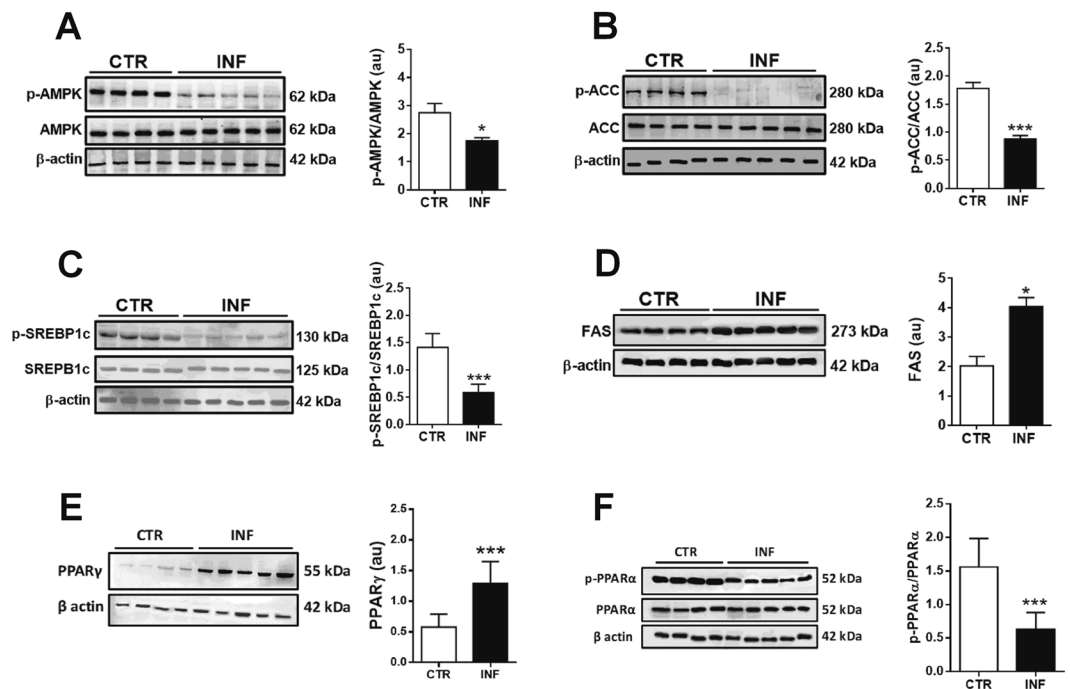 A
CTR INF
p-AMPK 62 kDa
AMPK 62 kDa
β-actin 42 kDa
p-AMPK/AMPK (au)
5
4
3
2
1
0
*
CTR INF
B
CTR INF
p-ACC 280 kDa
ACC 280 kDa
β-actin 42 kDa
p-ACC/ACC (au)
2.0
1.5
1.0
0.5
0.0
***
CTR INF
C
CTR INF
p-SREBP1c 130 kDa
SREPB1c 125 kDa
β-actin 42 kDa
p-SREBP1c/SREBP1c (au)
2.0
1.5
1.0
0.5
0.0
***
CTR INF
D
CTR INF
FAS 273 kDa
β-actin 42 kDa
FAS (au)
5
4
2
1
0
*
CTR INF
E
CTR INF
PPARγ 55 kDa
β actin 42 kDa
PPARγ (au)
2.5
2.0
1.5
1.0
0.5
0.0
***
CTR INF
F
CTR INF
p-PPARα 52 kDa
PPARα 52 kDa
β actin 42 kDa
p-PPARα/PPARα
2.5
2.0
1.5
1.0
0.5
0.0
***
CTR INF